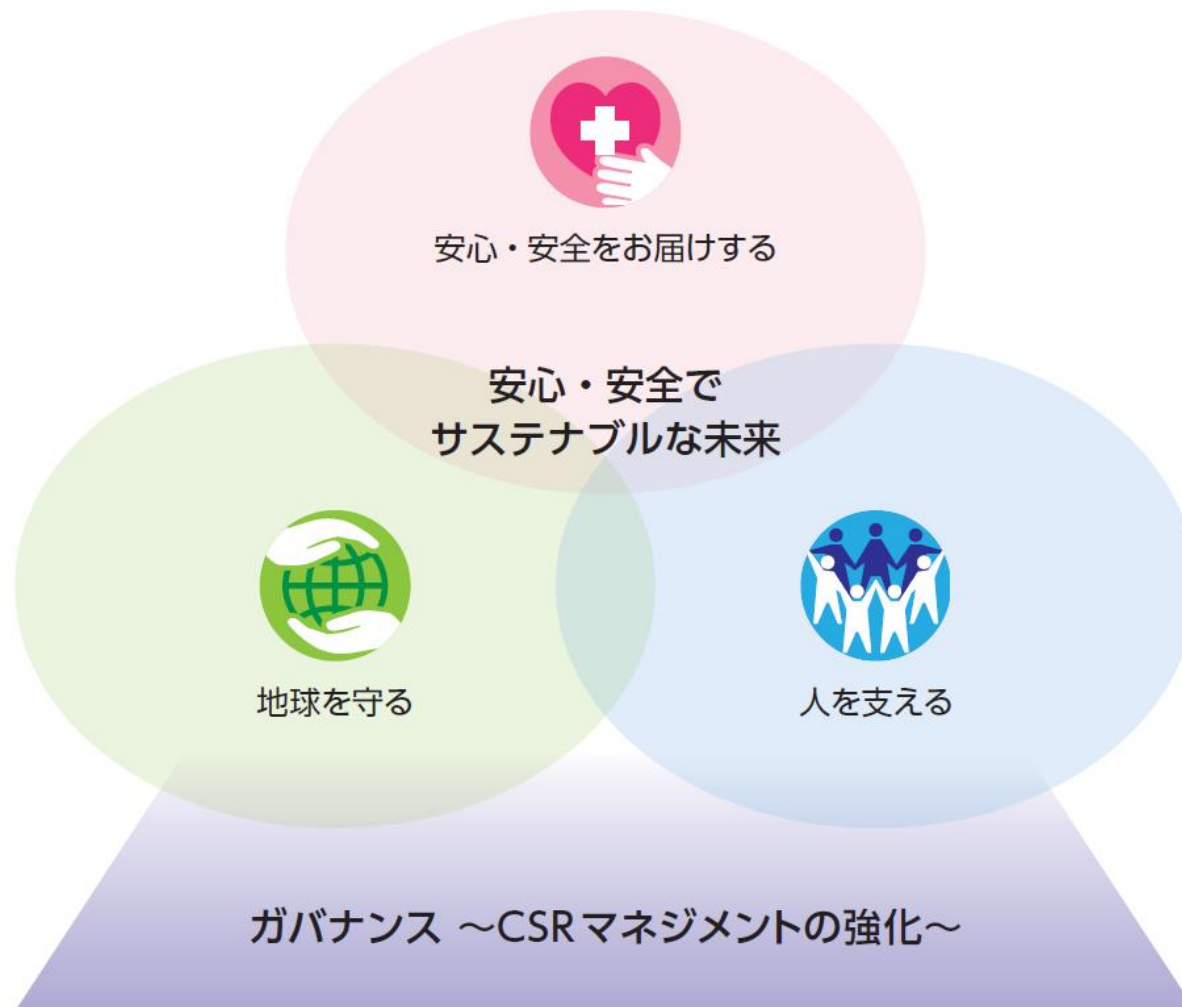 安心・安全をお届けする
安心・安全で
サステナブルな未来
地球を守る
人を支える
ガバナンス ～CSRマネジメントの強化～